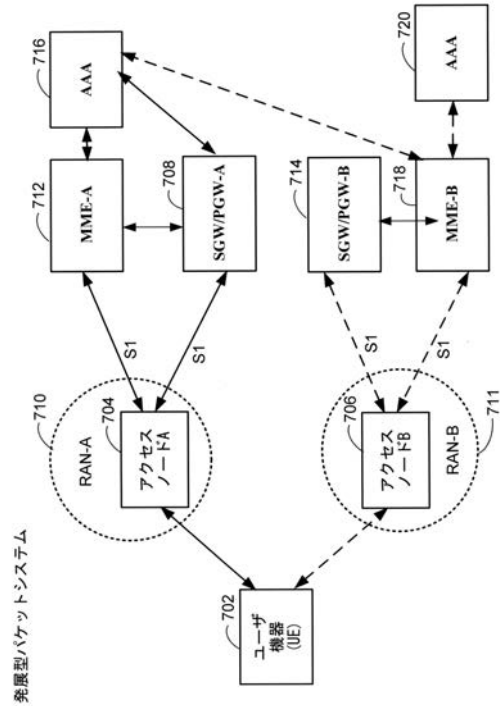 発展型パケットシステム
710
RAN-A
704
アクセス
ノードA
S1
S1
712
MME-A
716
AAA
708
SGW/PGW-A
702
ユーザ
機器
(UE)
706
アクセス
ノードB
RAN-B
711
S1
S1
714
SGW/PGW-B
718
MME-B
720
AAA